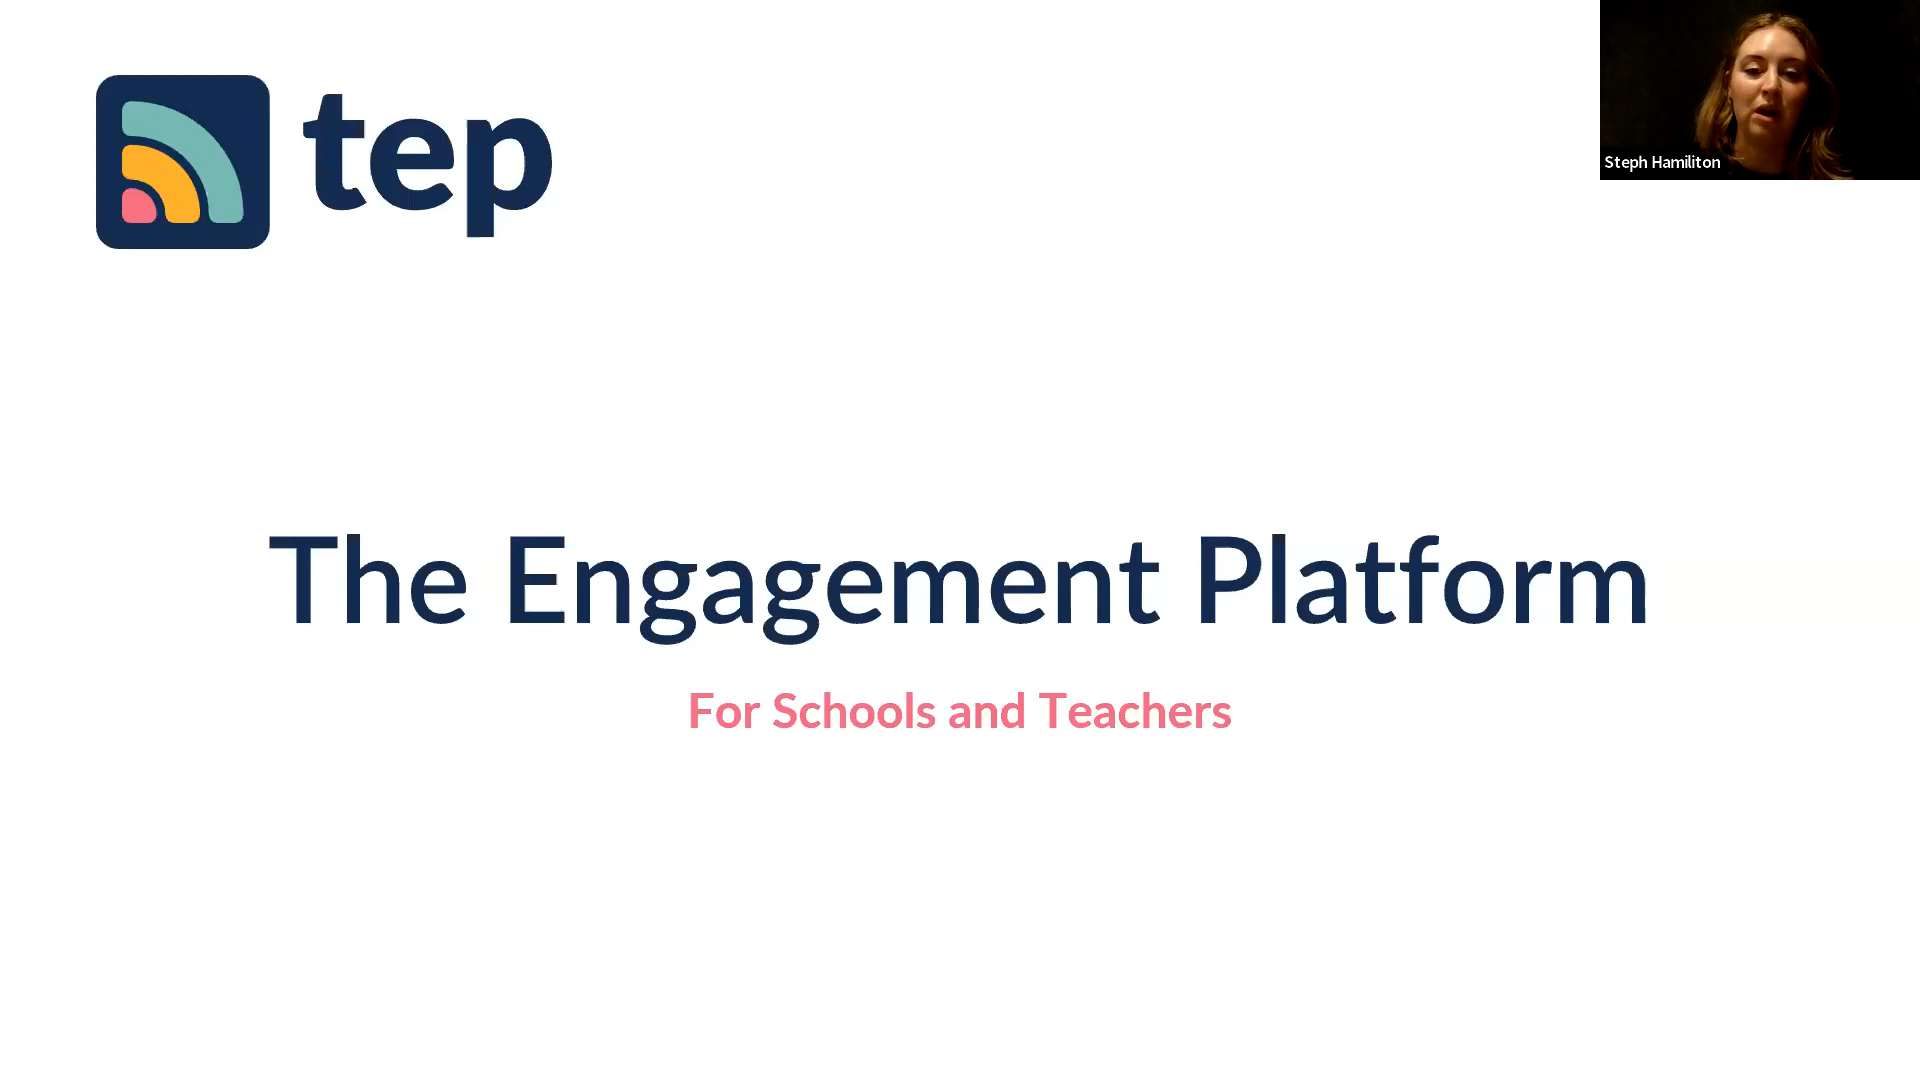 tep
Steph Hamiliton
The Engagement Platform
For Schools and Teachers